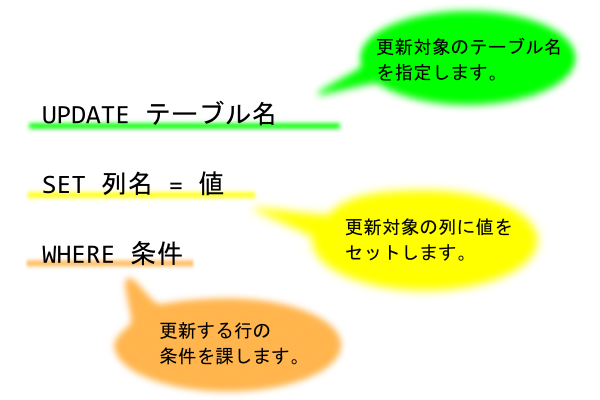 更新対象のテーブル名
を指定します。
UPDATE テーブル名
SET 列名 = 値
更新対象の列に値を
セットします。
WHERE 条件
更新する行の
条件を課します。